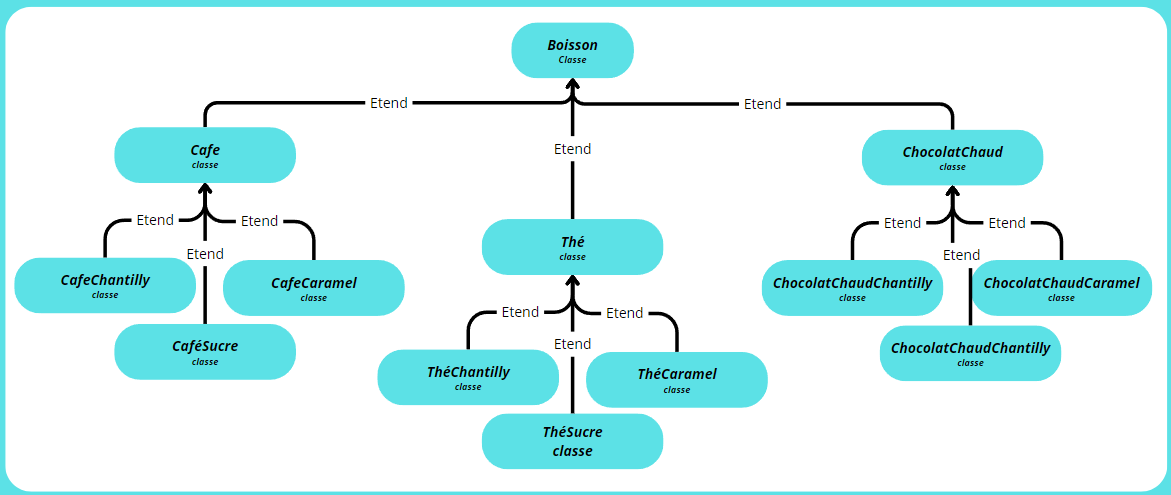 Boisson
Classe
Etend
Etend
Etend
Cafe
classe
ChocolatChaud
classe
Etend
Etend
Etend
Etend
Etend
Etend
Thé
classe
CafeChantilly
classe
CafeCaramel
classe
ChocolatChaudChantilly
classe
ChocolatChaudCaramel
classe
CaféSucre
classe
ChocolatChaudChantilly
classe
Etend
Etend
Etend
ThéChantilly
classe
ThéCaramel
classe
ThéSucre
classe